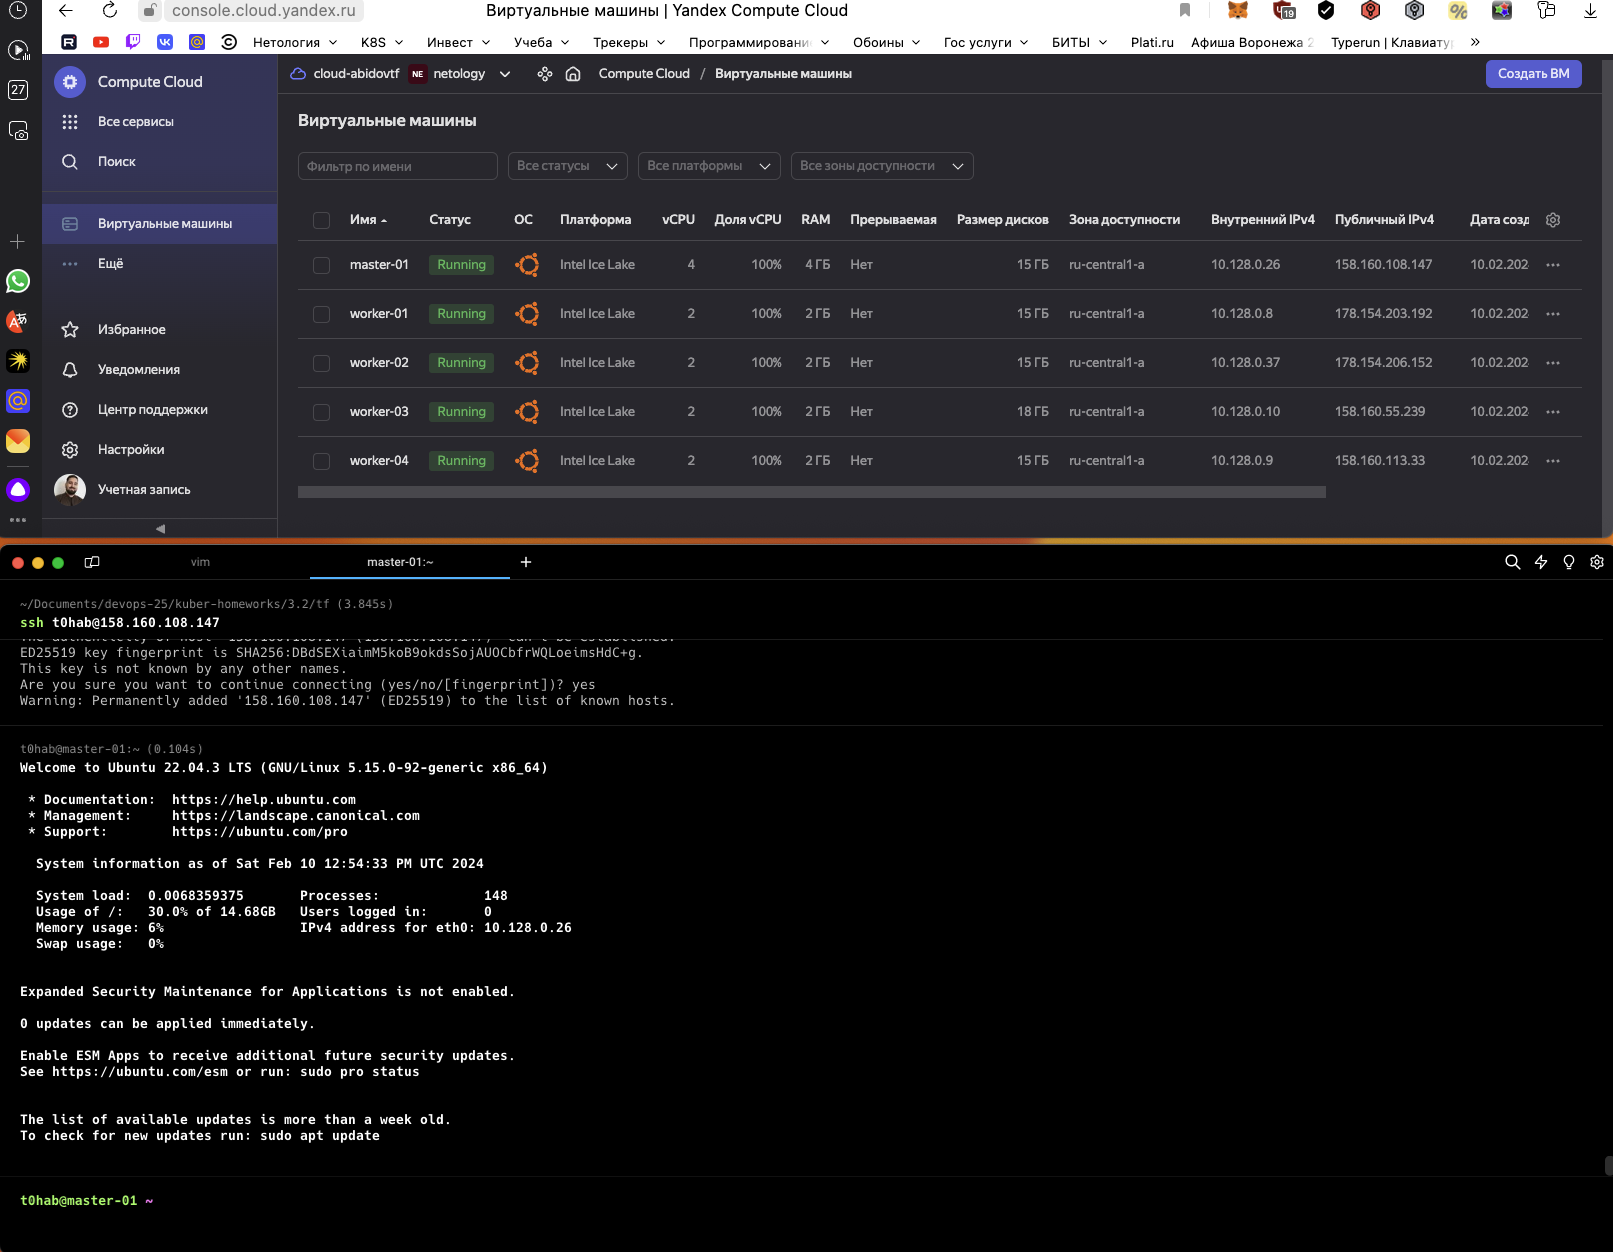 console.cloud.yandex.ru
Виртуальные машины | Yandex Compute Cloud
19
27
Нетология
K8S
Инвест
Учеба
Трекеры
Программировани
Обоины
Гос услуги
БИТЫ
Plati.ru
Афиша Воронежа 2
Typerun | Клавиату
Compute Cloud
Все сервисы
Поиск
Виртуальные машины
Ещё
Избранное
Уведомления
Центр поддержки
Настройки
Учетная запись
cloud-abidovtf NE netology
Compute Cloud / Виртуальные машины
Создать ВМ
Виртуальные машины
Фильтр по имени
Все статусы
Все платформы
Все зоны доступности
Имя Статус ОС Платформа vCPU Доля vCPU RAM Прерываемая Размер дисков Зона доступности Внутренний IPv4 Публичный IPv4 Дата созд
master-01 Running Intel Ice Lake 4 100% 4 ГБ Нет 15 ГБ ru-central1-a 10.128.0.26 158.160.108.147 10.02.202
worker-01 Running Intel Ice Lake 2 100% 2 ГБ Нет 15 ГБ ru-central1-a 10.128.0.8 178.154.203.192 10.02.202
worker-02 Running Intel Ice Lake 2 100% 2 ГБ Нет 15 ГБ ru-central1-a 10.128.0.37 178.154.206.152 10.02.202
worker-03 Running Intel Ice Lake 2 100% 2 ГБ Нет 18 ГБ ru-central1-a 10.128.0.10 158.160.55.239 10.02.202
worker-04 Running Intel Ice Lake 2 100% 2 ГБ Нет 15 ГБ ru-central1-a 10.128.0.9 158.160.113.33 10.02.202
vim
master-01:~
~/Documents/devops-25/kuber-homeworks/3.2/tf (3.845s)
ssh t0hab@158.160.108.147
The authenticity of host '158.160.108.147 (158.160.108.147)' can't be established.
ED25519 key fingerprint is SHA256:DBdSEXiaimM5koB9okdsSojAUOCbfrWQLoeimsHdC+g.
This key is not known by any other names.
Are you sure you want to continue connecting (yes/no/[fingerprint])? yes
Warning: Permanently added '158.160.108.147' (ED25519) to the list of known hosts.
t0hab@master-01:~ (0.104s)
Welcome to Ubuntu 22.04.3 LTS (GNU/Linux 5.15.0-92-generic x86_64)
* Documentation: https://help.ubuntu.com
* Management: https://landscape.canonical.com
* Support: https://ubuntu.com/pro
System information as of Sat Feb 10 12:54:33 PM UTC 2024
System load: 0.0068359375 Processes: 148
Usage of /: 30.0% of 14.68GB Users logged in: 0
Memory usage: 6% IPv4 address for eth0: 10.128.0.26
Swap usage: 0%
Expanded Security Maintenance for Applications is not enabled.
0 updates can be applied immediately.
Enable ESM Apps to receive additional future security updates.
See https://ubuntu.com/esm or run: sudo pro status
The list of available updates is more than a week old.
To check for new updates run: sudo apt update
t0hab@master-01 ~